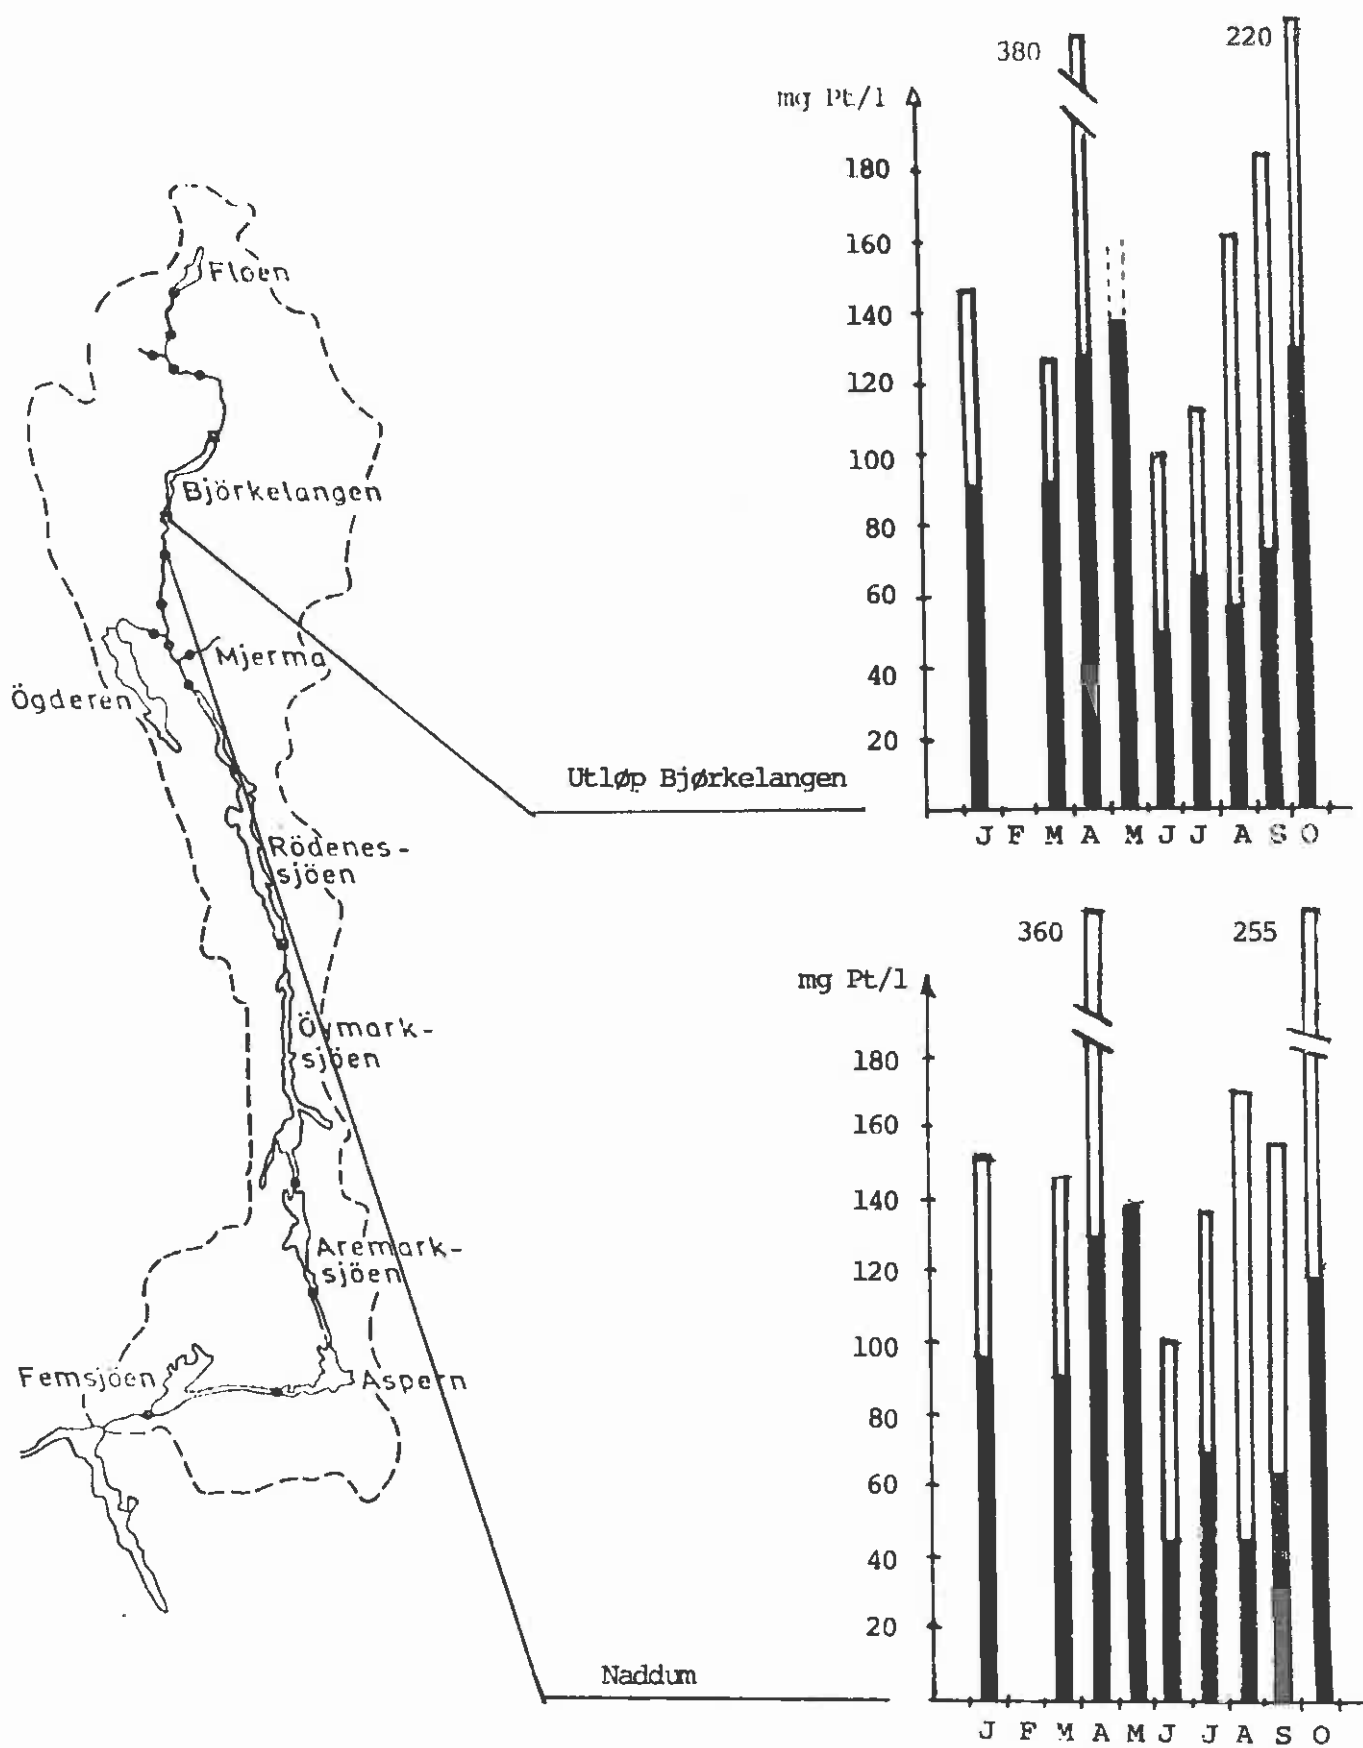 Floen
Björkelangen
Mjerma
Ögderen
Rödenes-
sjöen
Ömark-
sjöen
Aremark-
sjöen
Femsjöen
Aspern
Utløp Bjørkelangen
Naddum
380
220
mg Pt/l
180
160
140
120
100
80
60
40
20
J F M A M J J A S O
360
255
mg Pt/l
180
160
140
120
100
80
60
40
20
J F M A M J J A S O